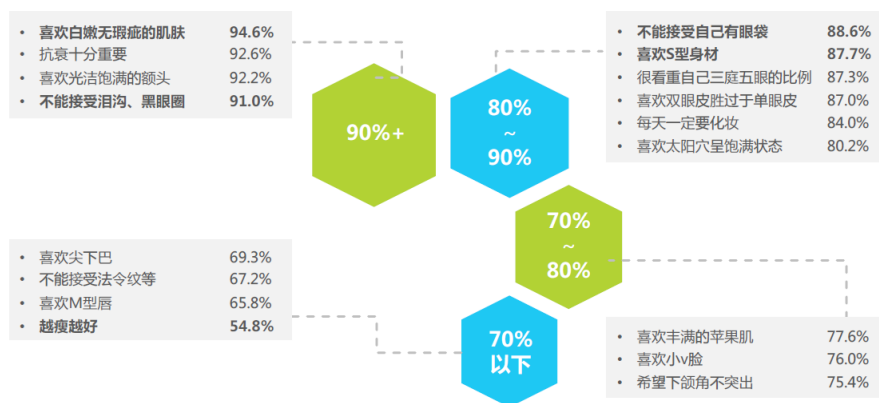 • 喜欢白嫩无瑕疵的肌肤 94.6%
• 抗衰十分重要 92.6%
• 喜欢光洁饱满的额头 92.2%
• 不能接受泪沟、黑眼圈 91.0%
90%+
80%
~
90%
• 不能接受自己有眼袋 88.6%
• 喜欢S型身材 87.7%
• 很看重自己三庭五眼的比例 87.3%
• 喜欢双眼皮胜过于单眼皮 87.0%
• 每天一定要化妆 84.0%
• 喜欢太阳穴呈饱满状态 80.2%
70%
~
80%
• 喜欢尖下巴 69.3%
• 不能接受法令纹等 67.2%
• 喜欢M型唇 65.8%
• 越瘦越好 54.8%
70%
以下
• 喜欢丰满的苹果肌 77.6%
• 喜欢小v脸 76.0%
• 希望下颌角不突出 75.4%